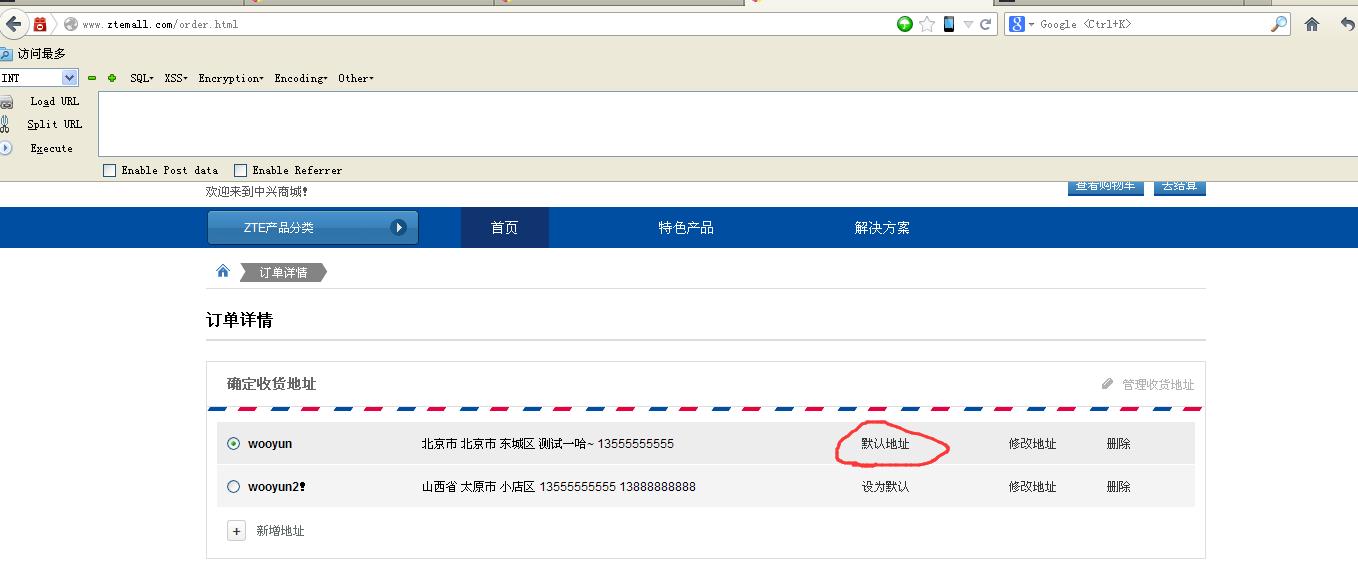 www.ztemall.com/order.html
Google <Ctrl+K>
访问最多
INT
SQL▾ XSS▾ Encryption▾ Encoding▾ Other▾
Load URL
Split URL
Execute
Enable Post data Enable Referrer
欢迎来到中兴商城!
查看购物车 去结算
ZTE产品分类 首页 特色产品 解决方案
订单详情
订单详情
确定收货地址 管理收货地址
wooyun 北京市 北京市 东城区 测试一哈~ 13555555555 默认地址 修改地址 删除
wooyun2! 山西省 太原市 小店区 13555555555 13888888888 设为默认 修改地址 删除
+ 新增地址